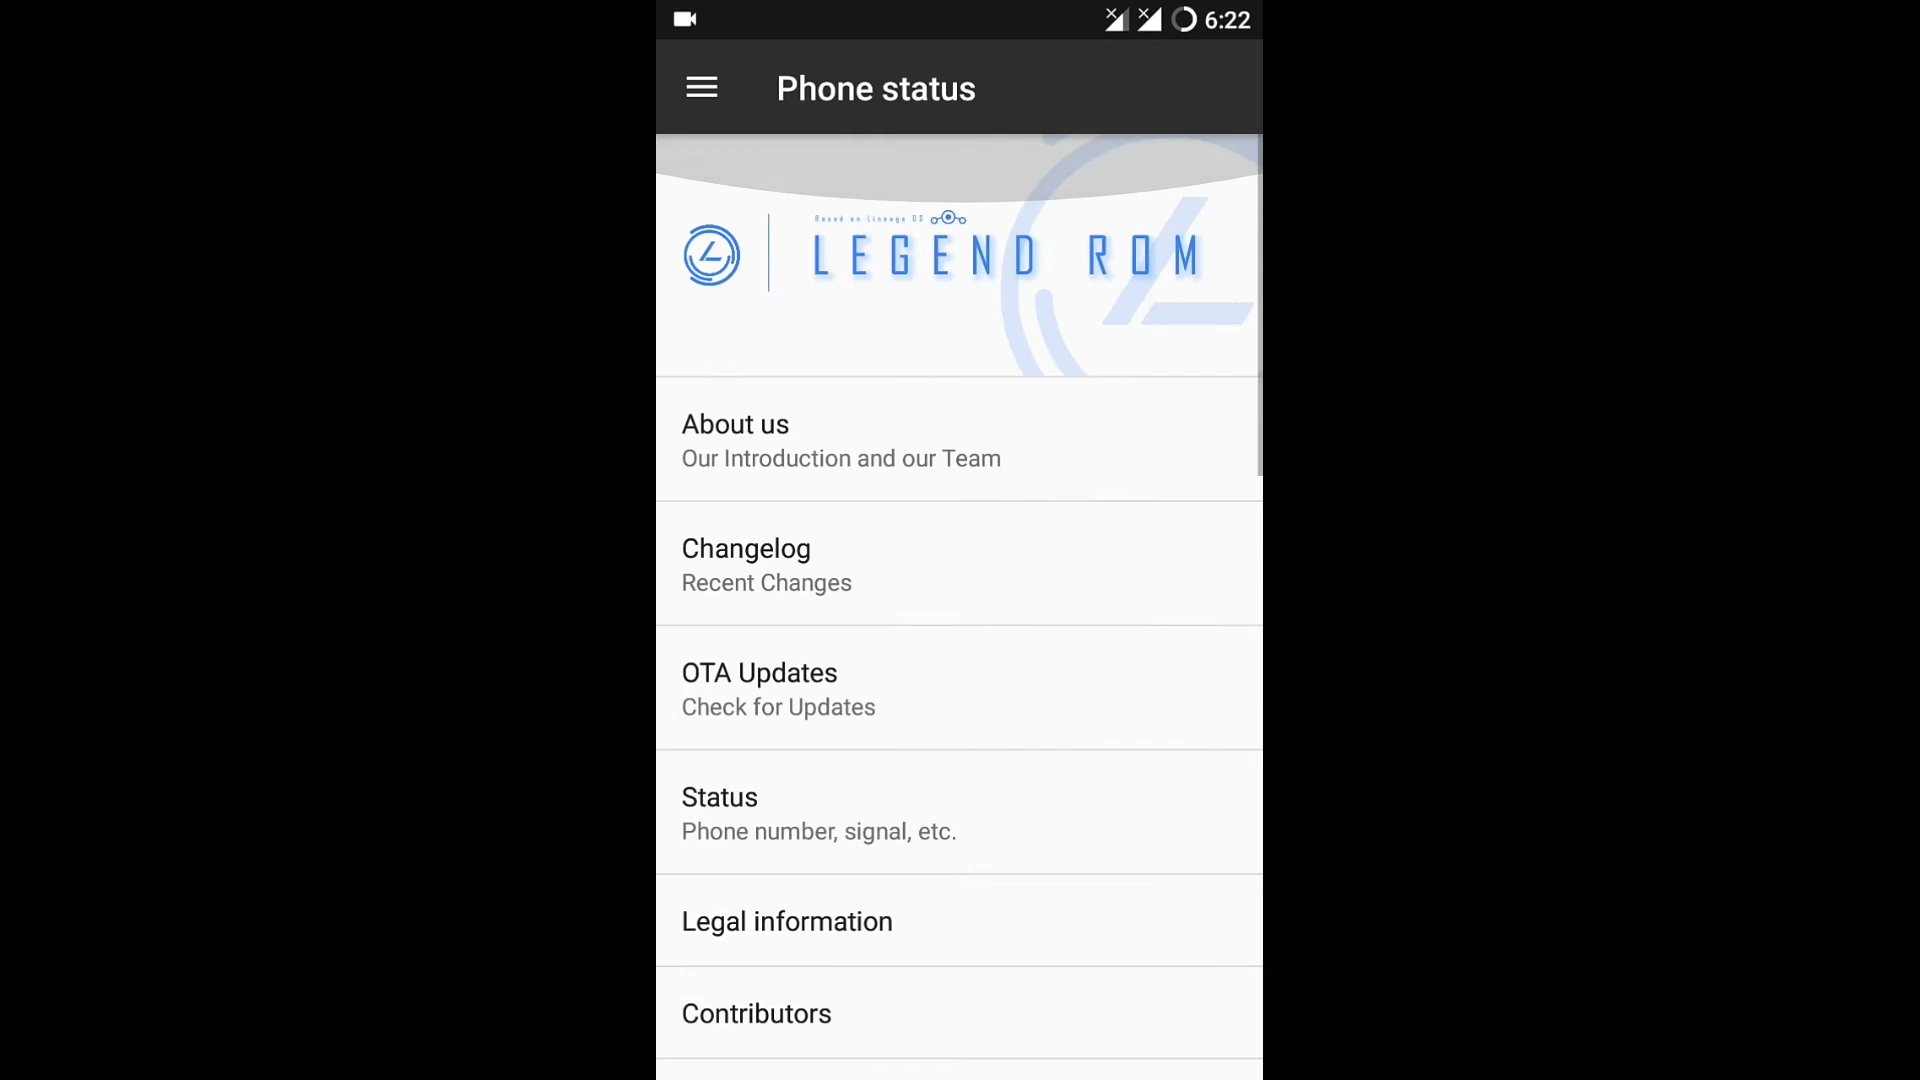 6:22
Phone status
Based on Lineage OS
LEGEND ROM
About us
Our Introduction and our Team
Changelog
Recent Changes
OTA Updates
Check for Updates
Status
Phone number, signal, etc.
Legal information
Contributors